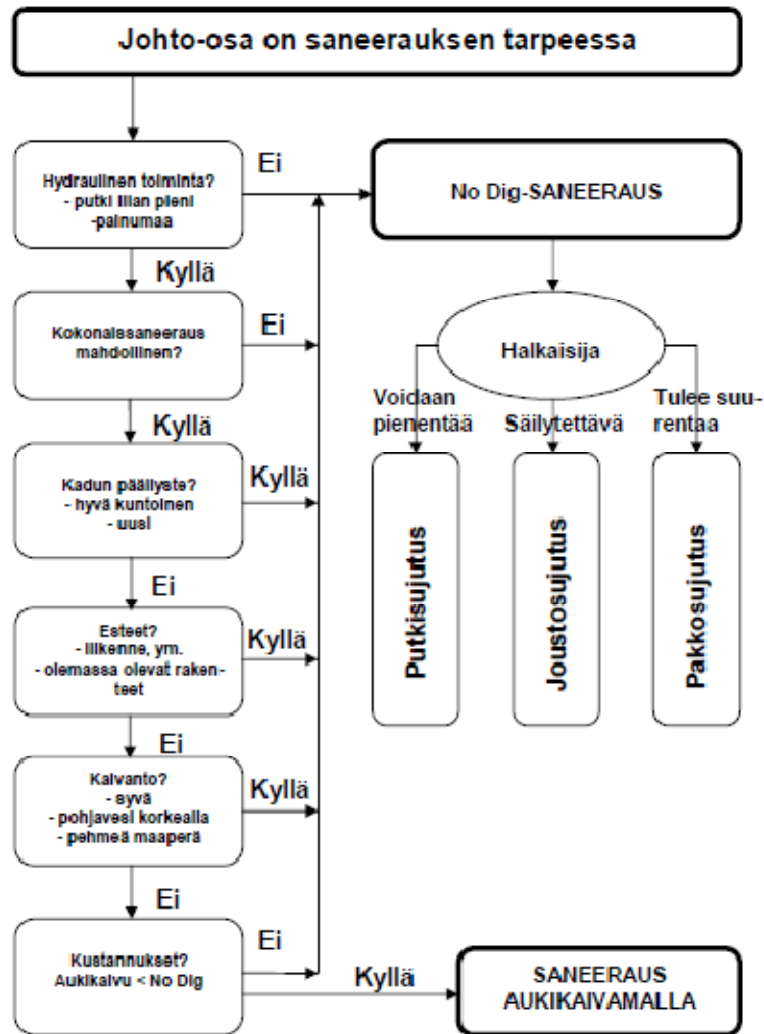 Johto-osa on saneerauksen tarpeessa
Hydraulinen toiminta?
- putki liian pieni
-painumaa
Ei
No Dig-SANEERAUS
Kyllä
Kokonaissaneeraus
mahdollinen?
Ei
Halkaisija
Voidaan
pienentää
Säilytettävä
Tulee suu-
rentaa
Kyllä
Kadun päällyste?
- hyvä kuntoinen
- uusi
Kyllä
Putkisujutus
Joustosujutus
Pakkosujutus
Ei
Esteet?
- liikenne, ym.
- olemassa olevat raken-
teet
Kyllä
Ei
Kaivanto?
- syvä
- pohjavesi korkealla
- pehmeä maaperä
Kyllä
Ei
Kustannukset?
Aukikaivu < No Dig
Ei
Kyllä
SANEERAUS
AUKIKAIVAMALLA